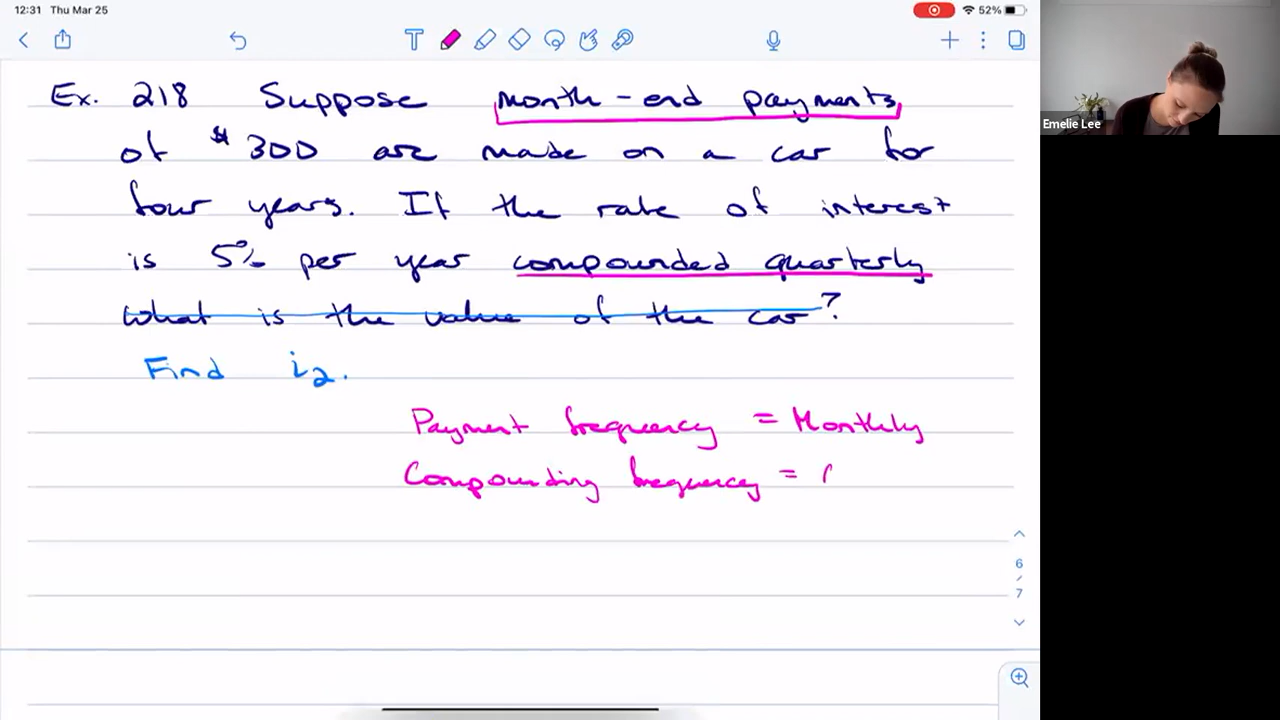 12:31 Thu Mar 25
52%
Ex. 218 Suppose month-end payments
of $300 are made on a car for
four years. If the rate of interest
is 5% per year compounded quarterly
what is the value of the car?
Find i2.
Payment frequency = Monthly
Compounding frequency =
Emelie Lee
6
/
7